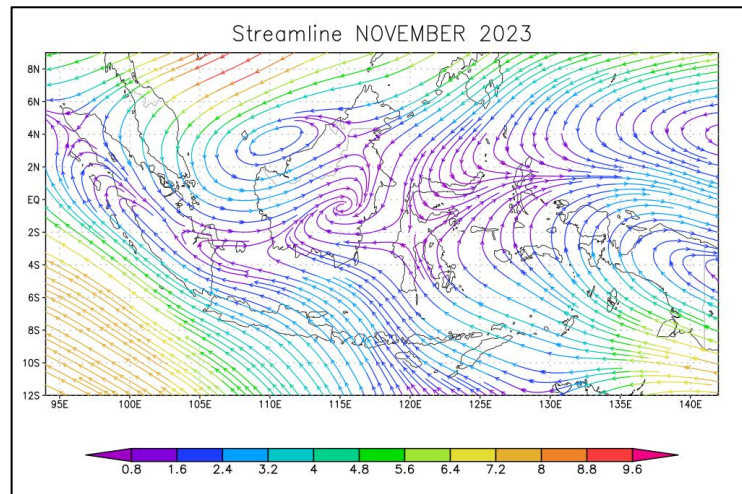 Streamline NOVEMBER 2023
8N
6N
4N
2N
EQ
2S
4S
6S
8S
10S
12S
95E 100E 105E 110E 115E 120E 125E 130E 135E 140E
0.8 1.6 2.4 3.2 4 4.8 5.6 6.4 7.2 8 8.8 9.6